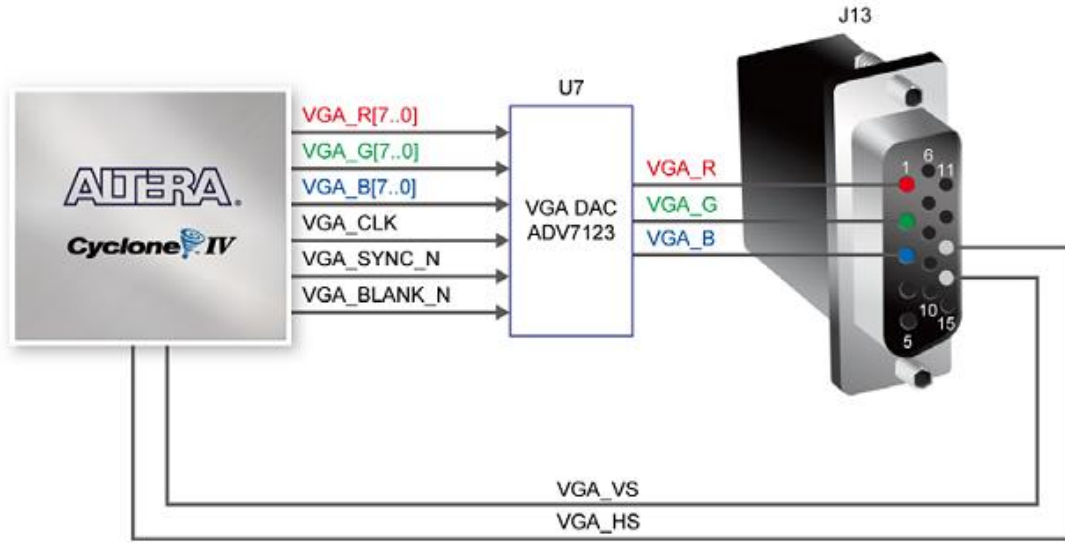 J13
U7
VGA_R[7..0]
VGA_G[7..0]
VGA_B[7..0]
VGA_CLK
VGA_SYNC_N
VGA_BLANK_N
ALTERA.
Cyclone IV
VGA DAC
ADV7123
VGA_R
VGA_G
VGA_B
1
6
11
10
15
5
VGA_VS
VGA_HS